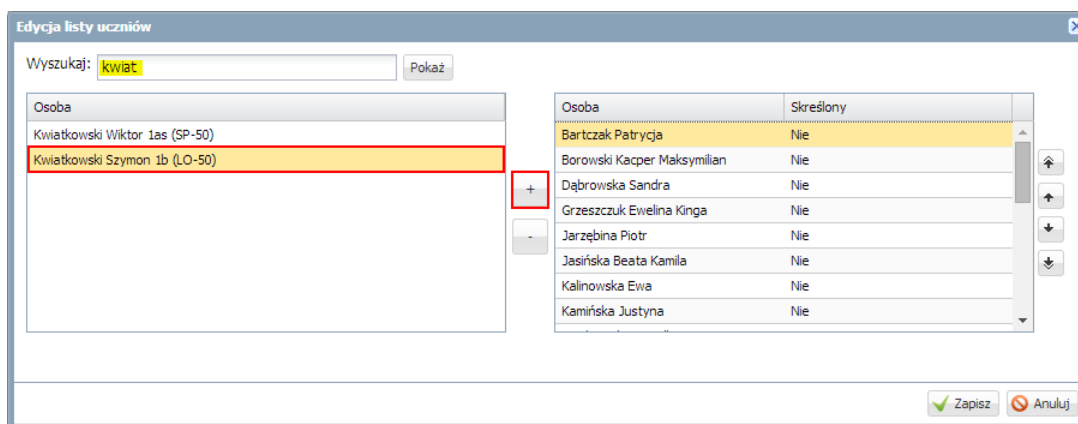 Edycja listy uczniów
Wyszukaj: kwiat Pokaż
Osoba
Kwiatkowski Wiktor 1as (SP-50)
Kwiatkowski Szymon 1b (LO-50)
+
-
Osoba Skreślony
Bartczak Patrycja Nie
Borowski Kacper Maksymilian Nie
Dąbrowska Sandra Nie
Grzeszczuk Ewelina Kinga Nie
Jarzębina Piotr Nie
Jasińska Beata Kamila Nie
Kalinowska Ewa Nie
Kamińska Justyna Nie
Zapisz Anuluj